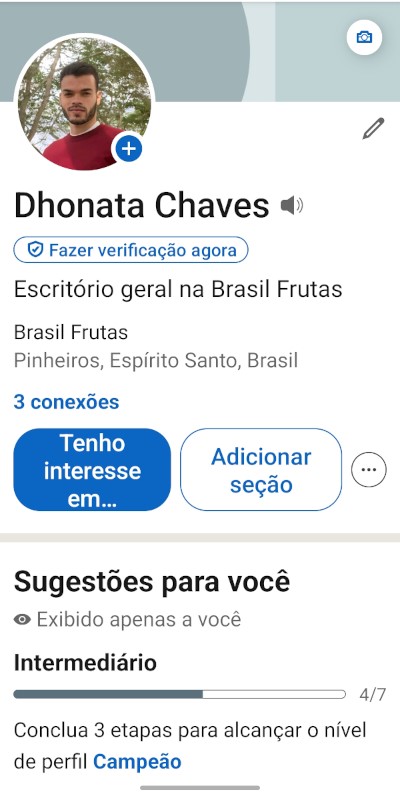 Dhonata Chaves
Fazer verificação agora
Escritório geral na Brasil Frutas
Brasil Frutas
Pinheiros, Espírito Santo, Brasil
3 conexões
Tenho
interesse
em...
Adicionar
seção
Sugestões para você
Exibido apenas a você
Intermediário
4/7
Conclua 3 etapas para alcançar o nível
de perfil Campeão